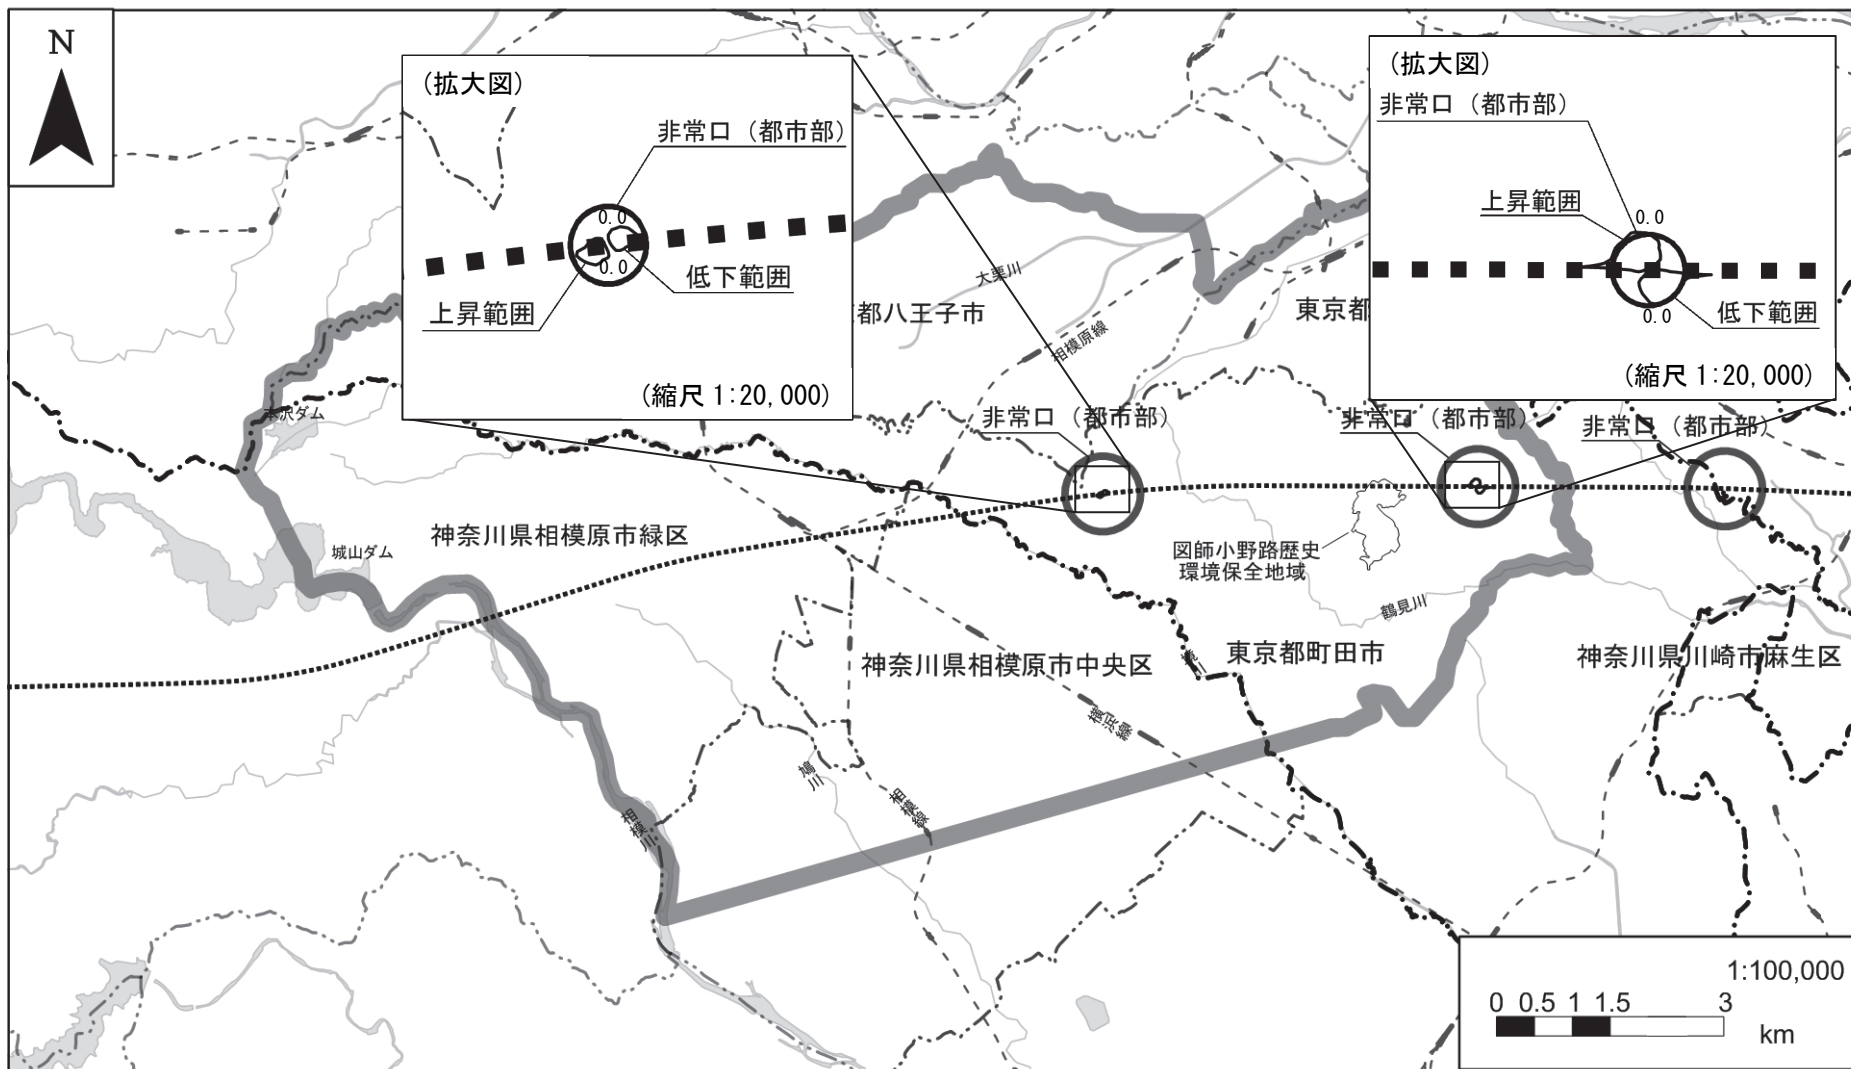 N
(拡大図)
非常口(都市部)
0.0
0.0
低下範囲
上昇範囲
(縮尺 1:20,000)
(拡大図)
非常口(都市部)
上昇範囲
0.0
0.0
低下範囲
(縮尺 1:20,000)
大栗川
都八王子市
東京都
相模原線
本沢ダム
非常口(都市部)
非常口(都市部)
非常口(都市部)
城山ダム
神奈川県相模原市緑区
図師小野路歴史
環境保全地域
鶴見川
神奈川県相模原市中央区
境川
東京都町田市
神奈川県川崎市麻生区
横浜線
鳩川
相模線
相模川
1:100,000
0 0.5 1 1.5 3
km